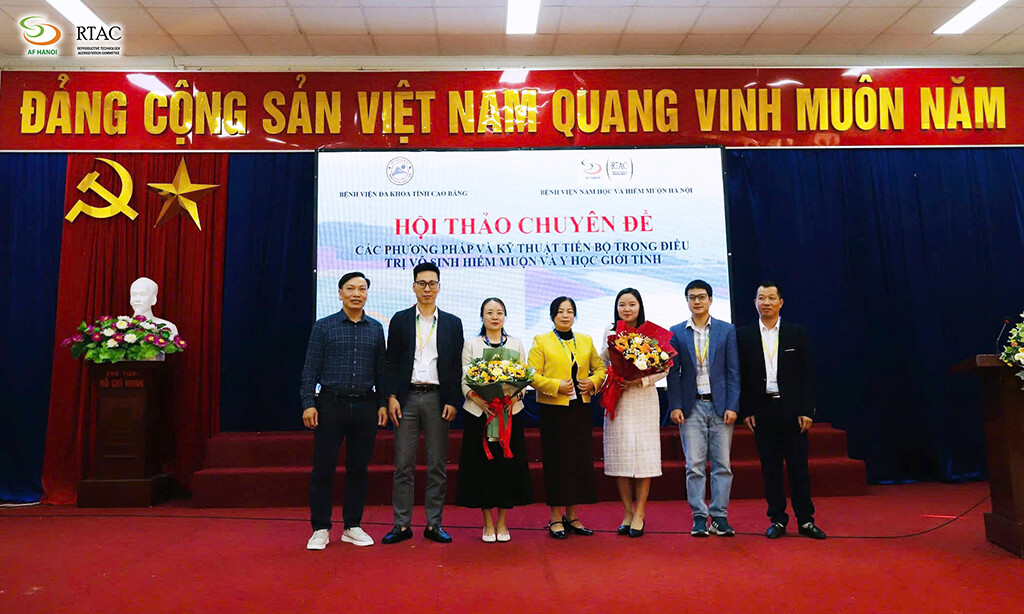 AF HANOI
RTAC
REPRODUCTIVE TECHNOLOGY
ACCREDITATION COMMITTEE
ĐẢNG CỘNG SẢN VIỆT NAM QUANG VINH MUÔN NĂM
RTAC
BỆNH VIỆN ĐA KHOA TỈNH CAO BẰNG
BỆNH VIỆN NAM HỌC VÀ HIẾM MUỘN HÀ NỘI
HỘI THẢO CHUYÊN ĐỀ
CÁC PHƯƠNG PHÁP VÀ KỸ THUẬT TIẾN BỘ TRONG ĐIỀU
TRỊ VÔ SINH HIẾM MUỘN VÀ Y HỌC GIỚI TÍNH
CHỦ TỊCH
HỒ CHÍ MINH